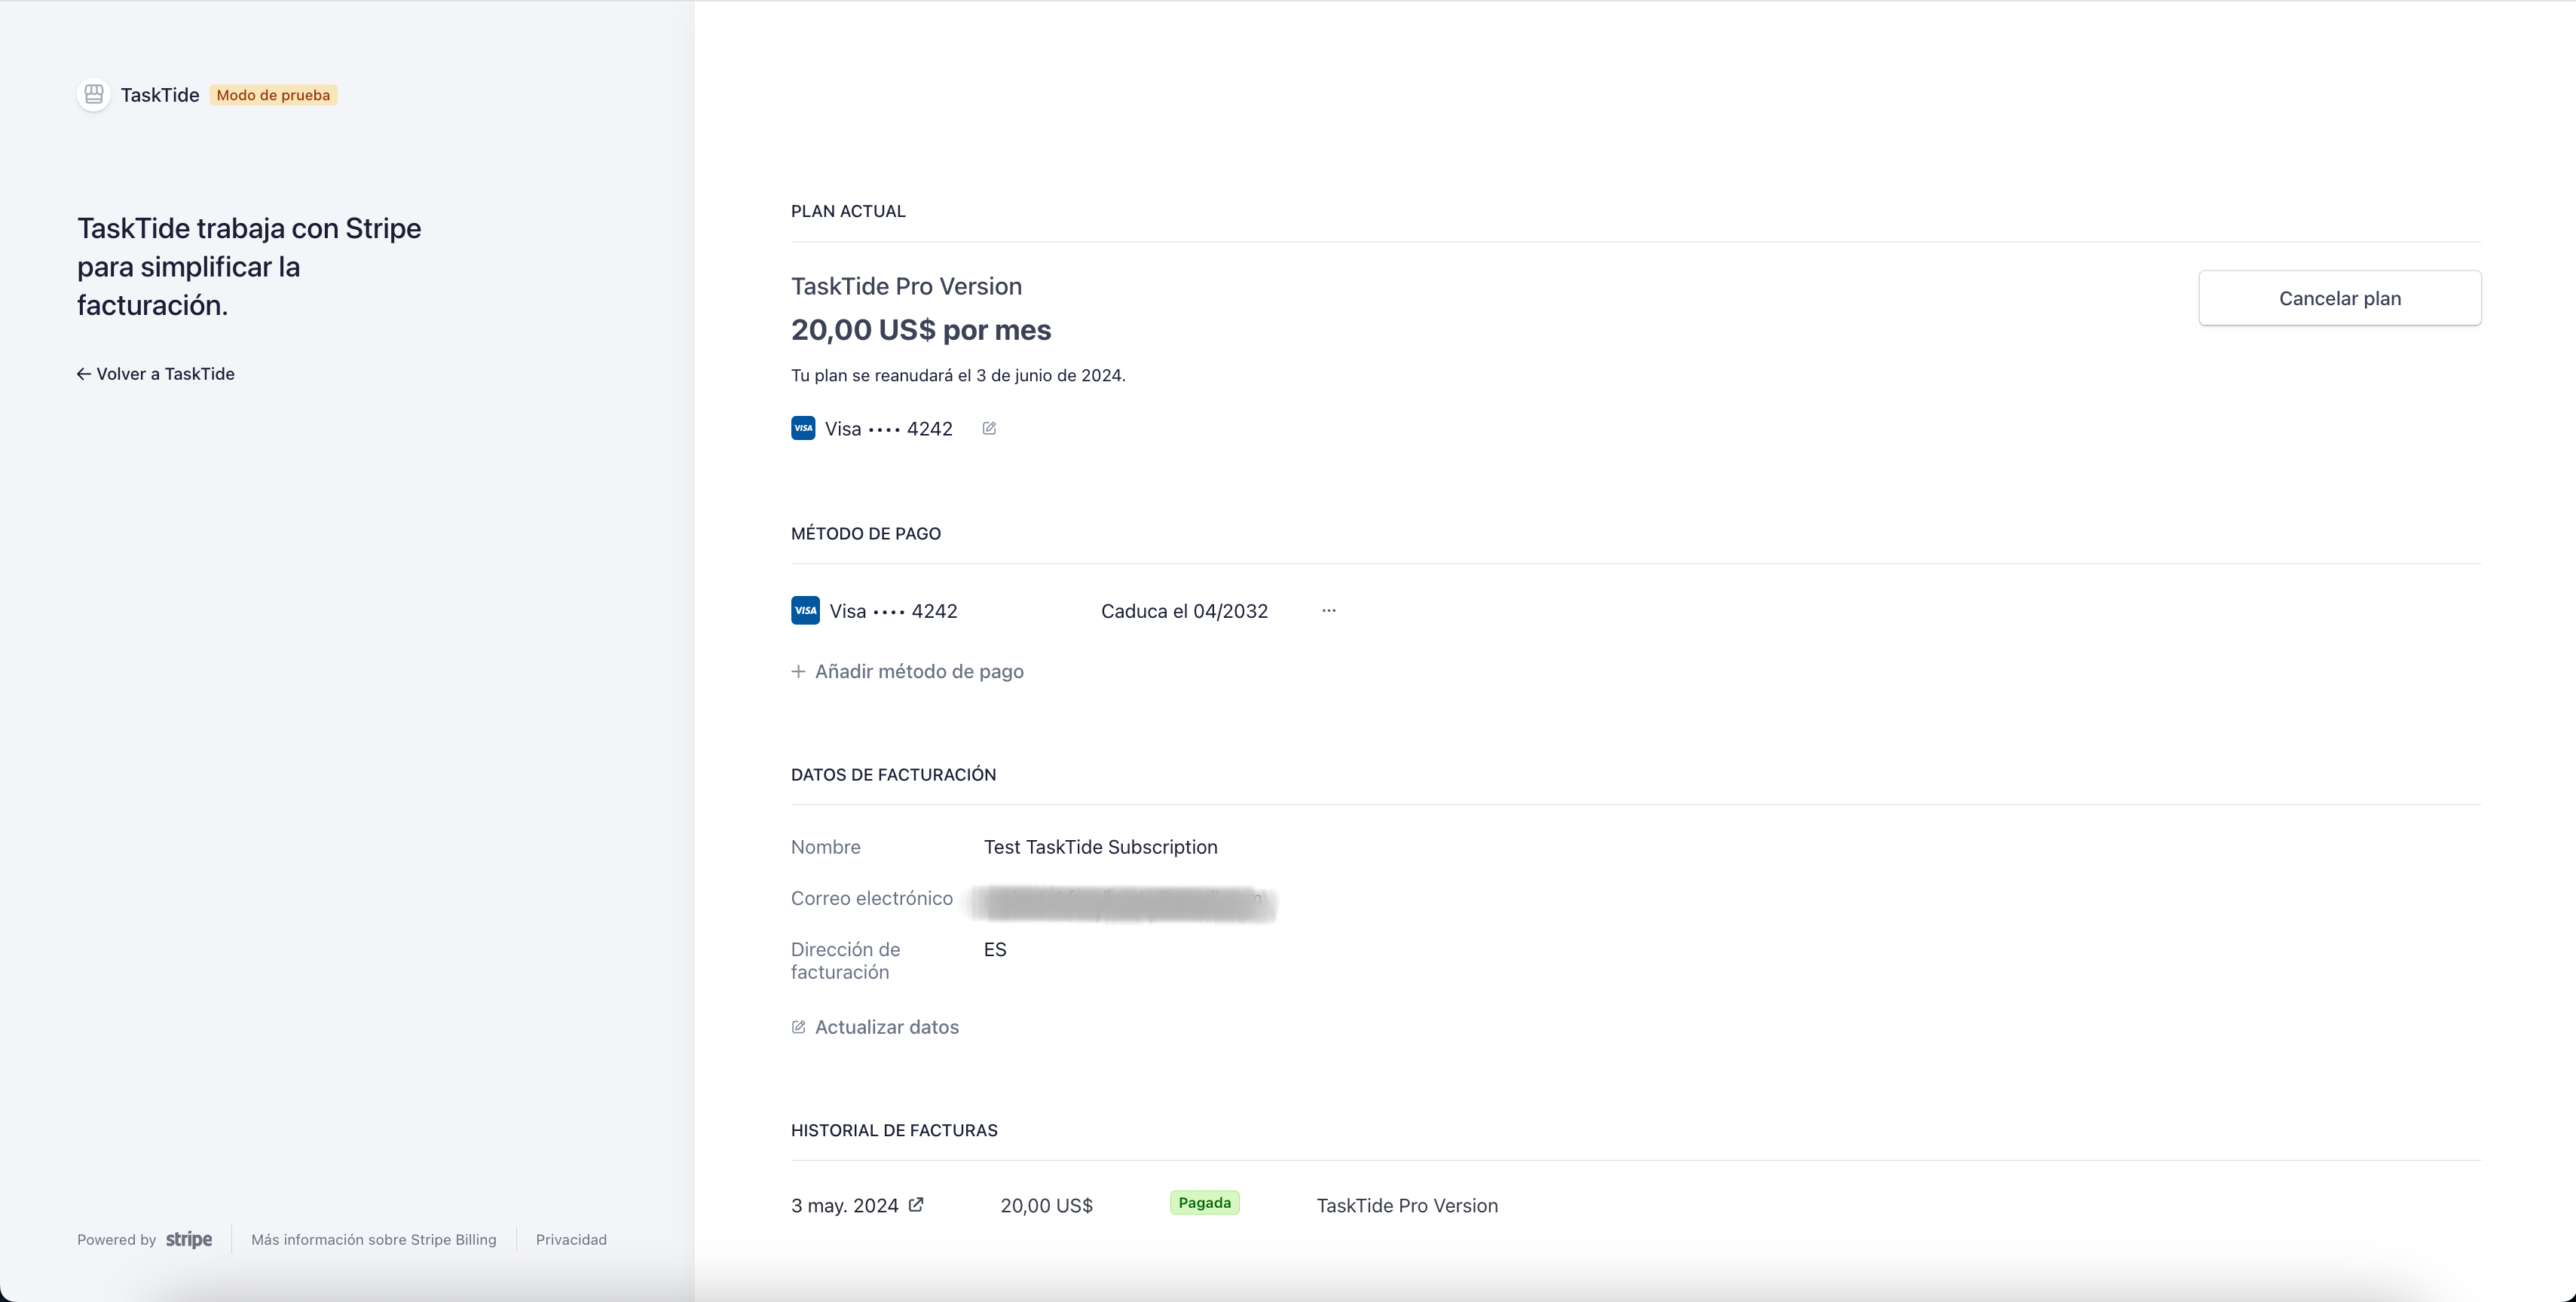 TaskTide Modo de prueba
TaskTide trabaja con Stripe
para simplificar la
facturación.
Volver a TaskTide
Powered by stripe
Más información sobre Stripe Billing
Privacidad
PLAN ACTUAL
TaskTide Pro Version
20,00 US$ por mes
Tu plan se reanudará el 3 de junio de 2024.
VISA Visa •••• 4242
Cancelar plan
MÉTODO DE PAGO
VISA Visa •••• 4242 Caduca el 04/2032 ···
+ Añadir método de pago
DATOS DE FACTURACIÓN
Nombre Test TaskTide Subscription
Correo electrónico
Dirección de
facturación
ES
Actualizar datos
HISTORIAL DE FACTURAS
3 may. 2024 20,00 US$ Pagada TaskTide Pro Version